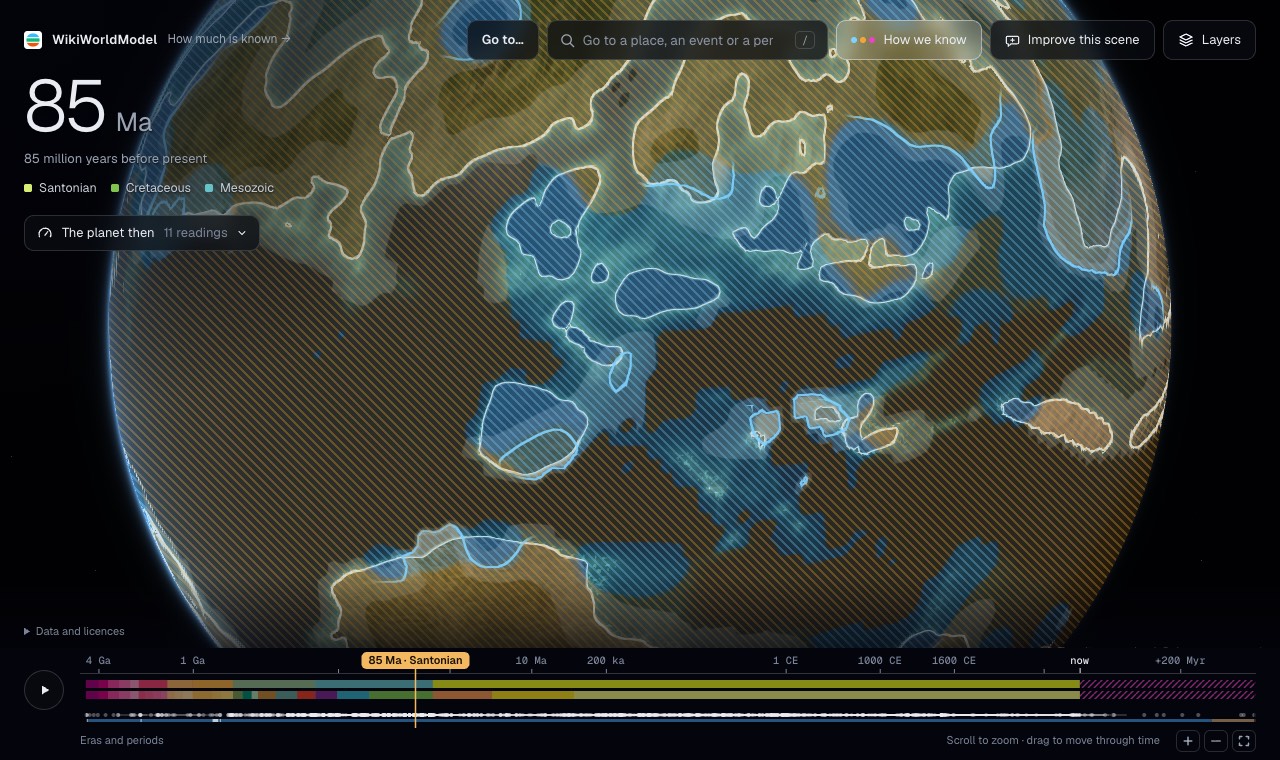 WikiWorldModel How much is known →
Go to...
Go to a place, an event or a per
/
How we know
Improve this scene
Layers
85 Ma
85 million years before present
Santonian Cretaceous Mesozoic
The planet then 11 readings
Data and licences
4 Ga 1 Ga 85 Ma · Santonian 10 Ma 200 ka 1 CE 1000 CE 1600 CE now +200 Myr
Eras and periods
Scroll to zoom · drag to move through time